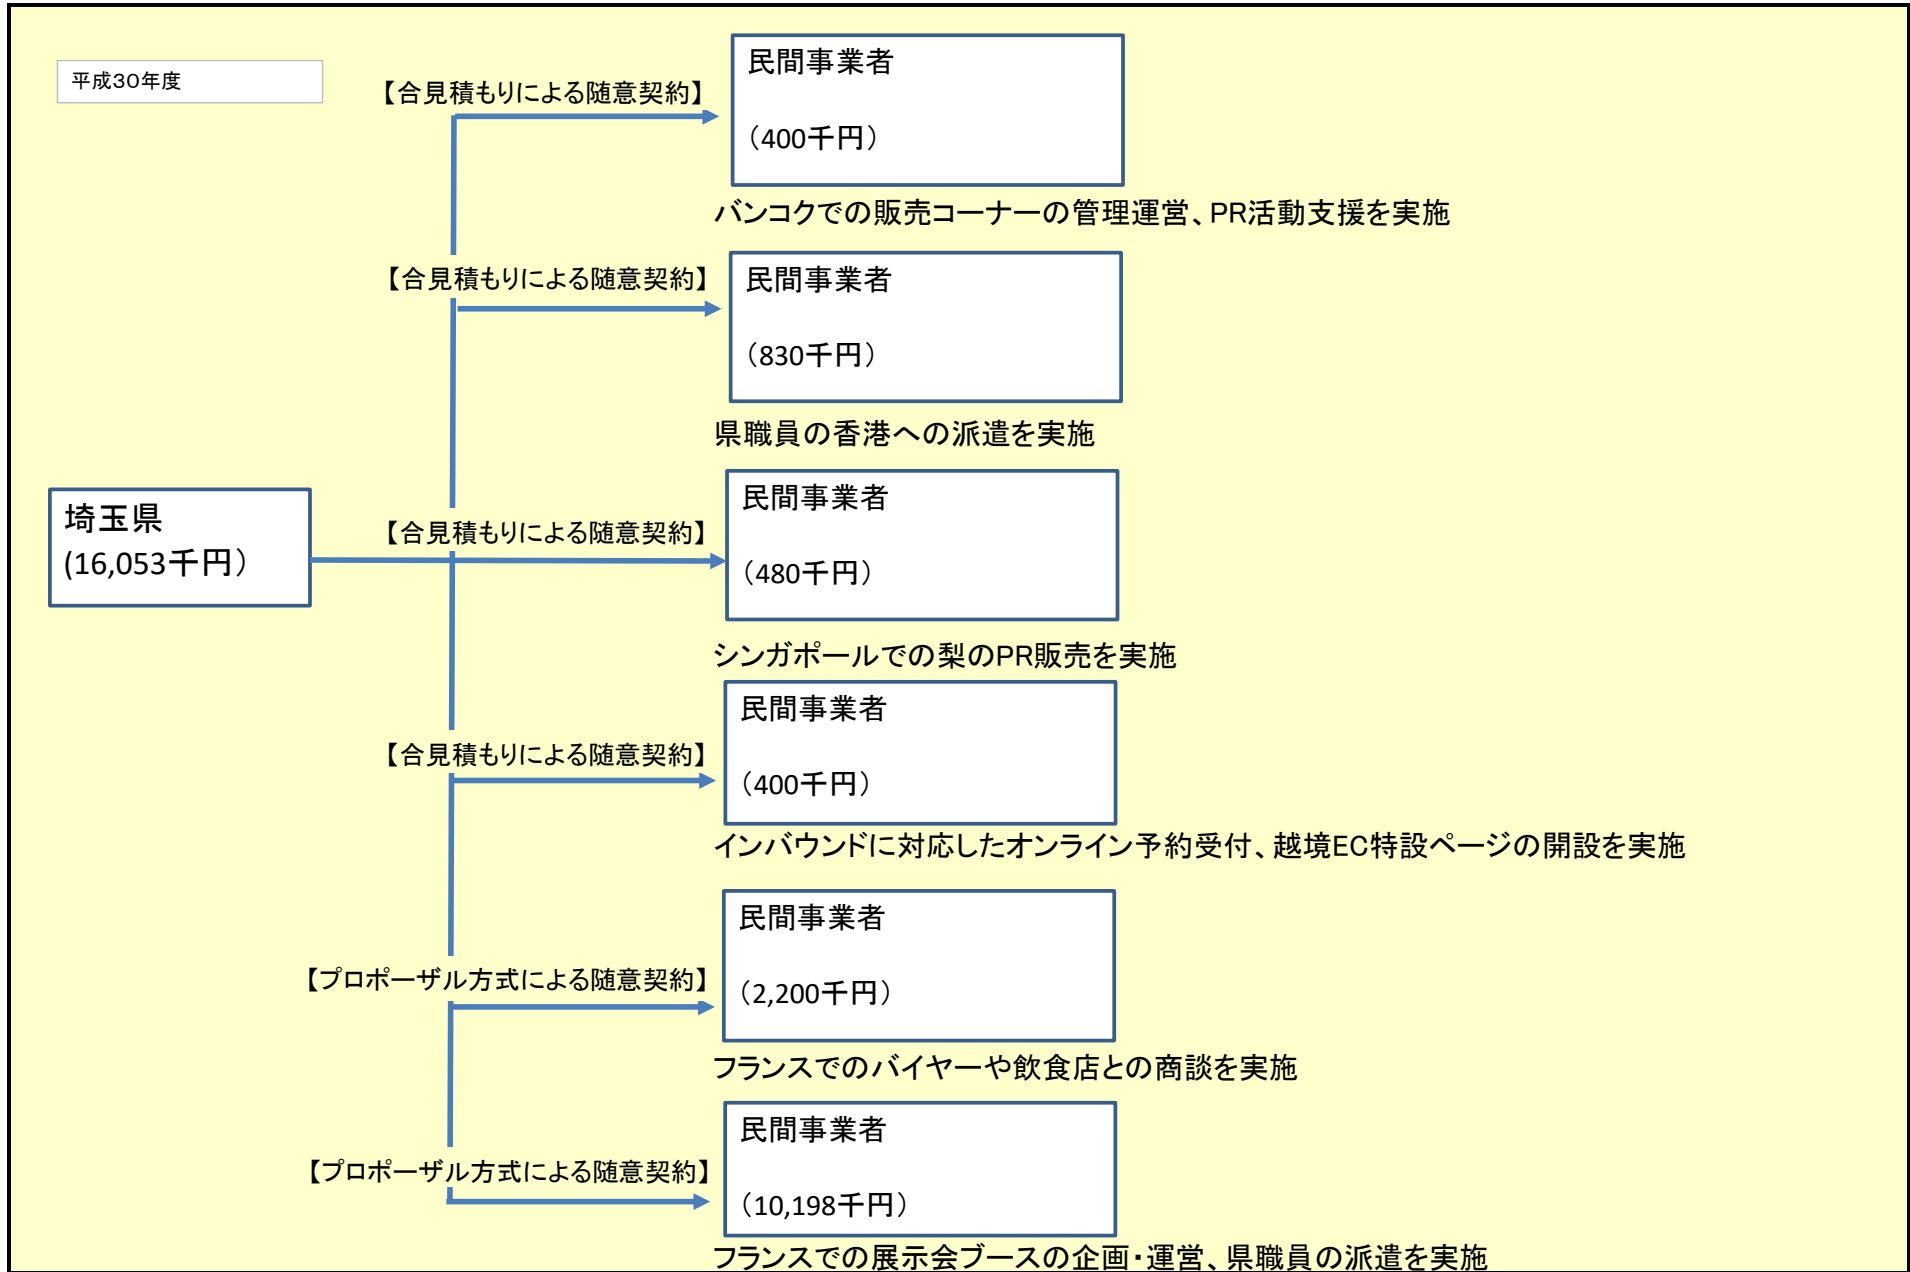 平成30年度
【合見積もりによる随意契約】
民間事業者
（400千円）
バンコクでの販売コーナーの管理運営、PR活動支援を実施
【合見積もりによる随意契約】
民間事業者
（830千円）
県職員の香港への派遣を実施
埼玉県
(16,053千円）
【合見積もりによる随意契約】
民間事業者
（480千円）
シンガポールでの梨のPR販売を実施
【合見積もりによる随意契約】
民間事業者
（400千円）
インバウンドに対応したオンライン予約受付、越境EC特設ページの開設を実施
【プロポーザル方式による随意契約】
民間事業者
（2,200千円）
フランスでのバイヤーや飲食店との商談を実施
【プロポーザル方式による随意契約】
民間事業者
（10,198千円）
フランスでの展示会ブースの企画・運営、県職員の派遣を実施